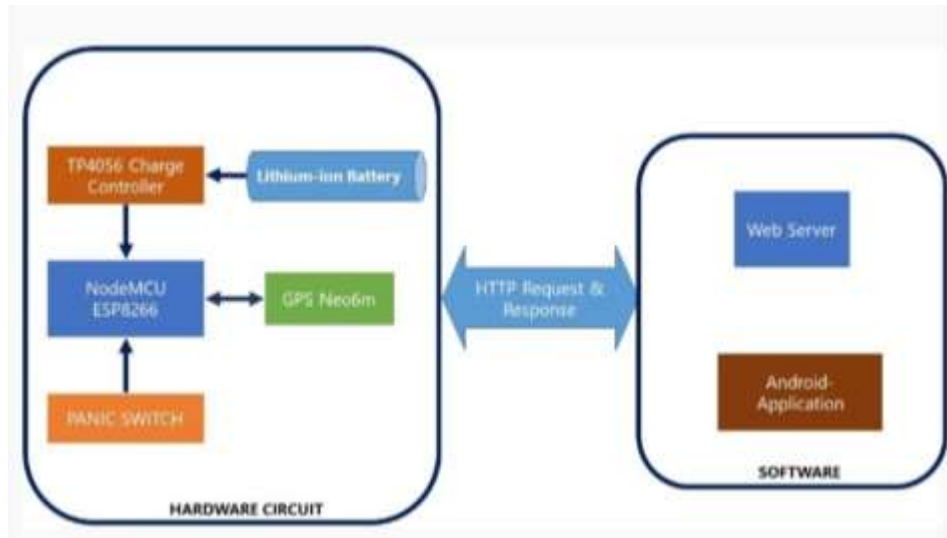 TP4056 Charge
Controller
Lithium-ion Battery
NodeMCU
ESP8266
GPS Neo6m
PANIC SWITCH
HARDWARE CIRCUIT
HTTP Request &
Response
Web Server
Android-
Application
SOFTWARE